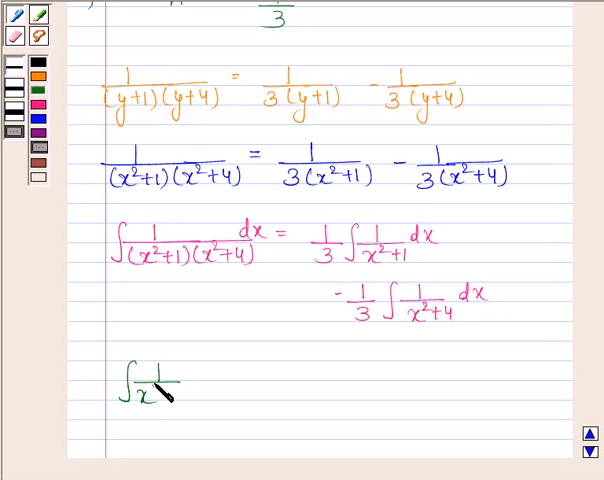 1/3
1/((y+1)(y+4)) = 1/(3(y+1)) - 1/(3(y+4))
1/((x²+1)(x²+4)) = 1/(3(x²+1)) - 1/(3(x²+4))
∫ 1/((x²+1)(x²+4)) dx = 1/3 ∫ 1/(x²+1) dx
- 1/3 ∫ 1/(x²+4) dx
∫ 1/x